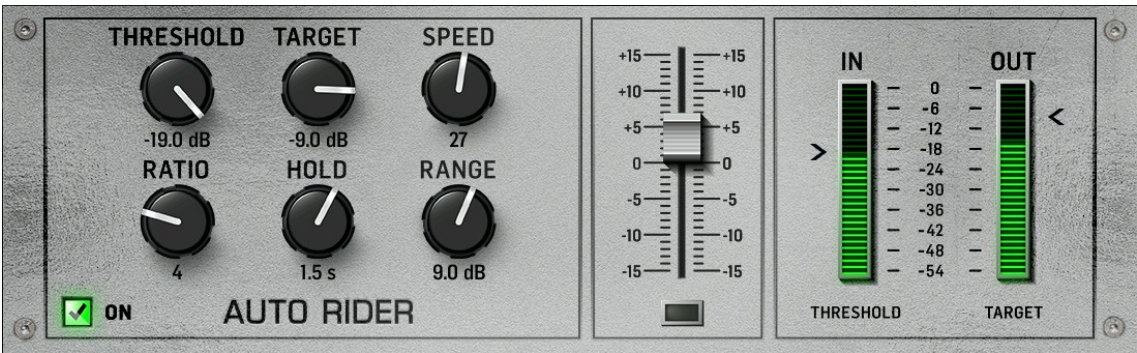 THRESHOLD TARGET SPEED
-19.0 dB -9.0 dB 27
RATIO HOLD RANGE
4 1.5 s 9.0 dB
ON AUTO RIDER
+15 +15
+10 +10
+5 +5
0 0
-5 -5
-10 -10
-15 -15
IN OUT
0
-6
-12
-18
-24
-30
-36
-42
-48
-54
THRESHOLD TARGET